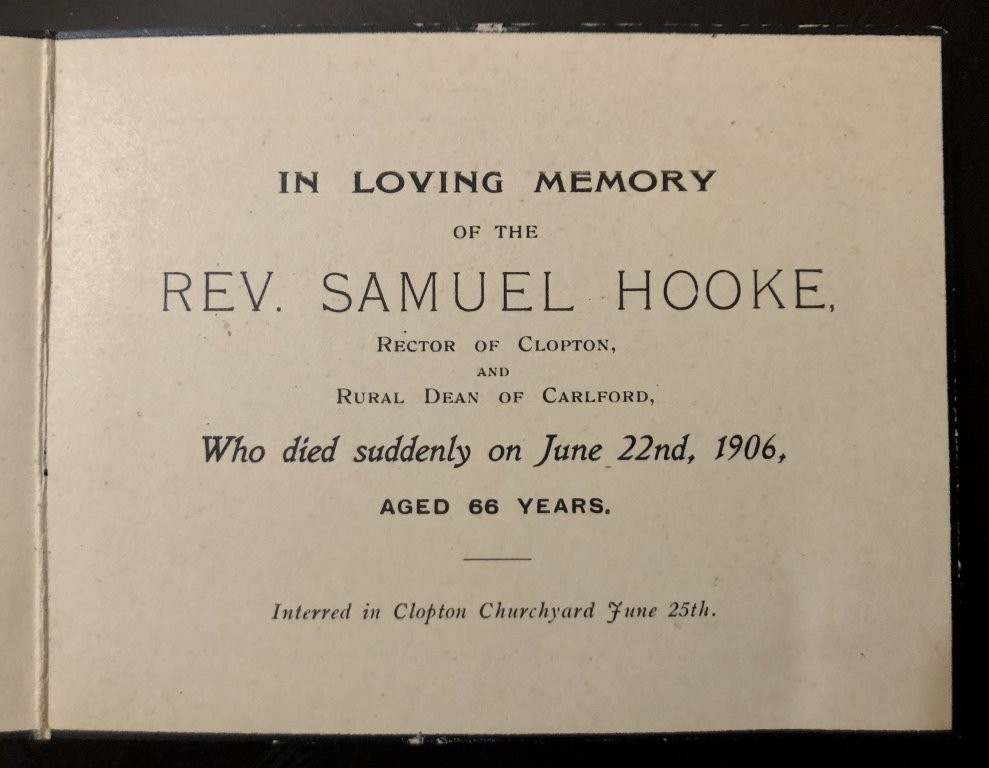 IN LOVING MEMORY
OF THE
REV. SAMUEL HOOKE,
RECTOR OF CLOPTON,
AND
RURAL DEAN OF CARLFORD,
Who died suddenly on June 22nd, 1906,
AGED 66 YEARS.
Interred in Clopton Churchyard June 25th.